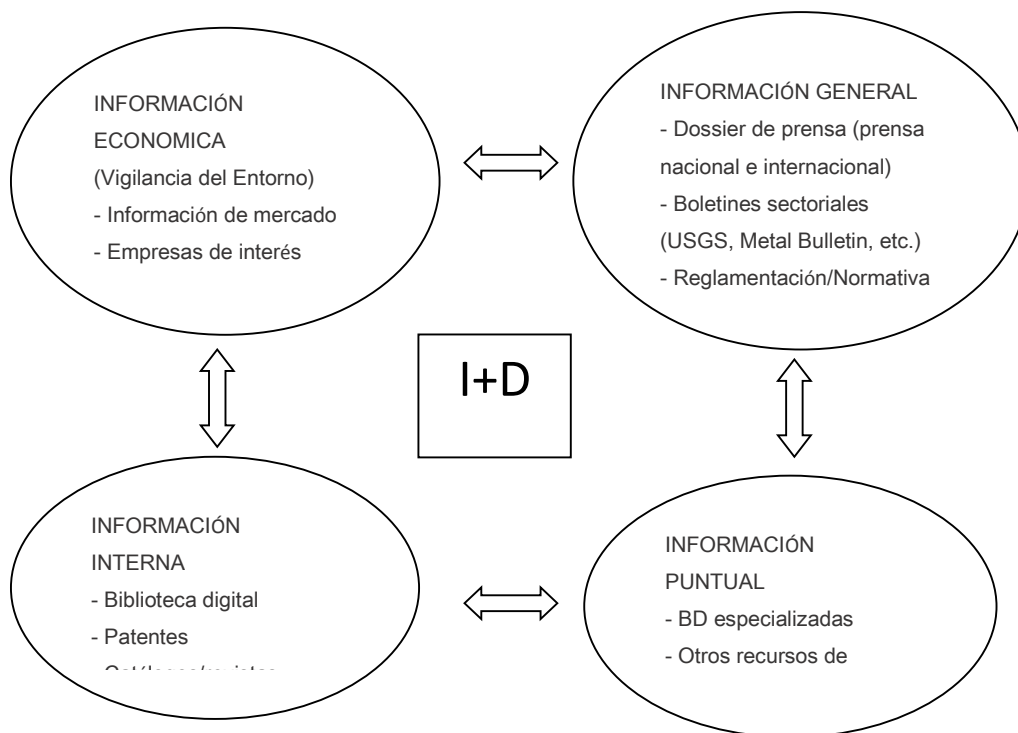 INFORMACIÓN
ECONOMICA
(Vigilancia del Entorno)
- Información de mercado
- Empresas de interés
INFORMACIÓN GENERAL
- Dossier de prensa (prensa
nacional e internacional)
- Boletines sectoriales
(USGS, Metal Bulletin, etc.)
- Reglamentación/Normativa
I+D
INFORMACIÓN
INTERNA
- Biblioteca digital
- Patentes
INFORMACIÓN
PUNTUAL
- BD especializadas
- Otros recursos de